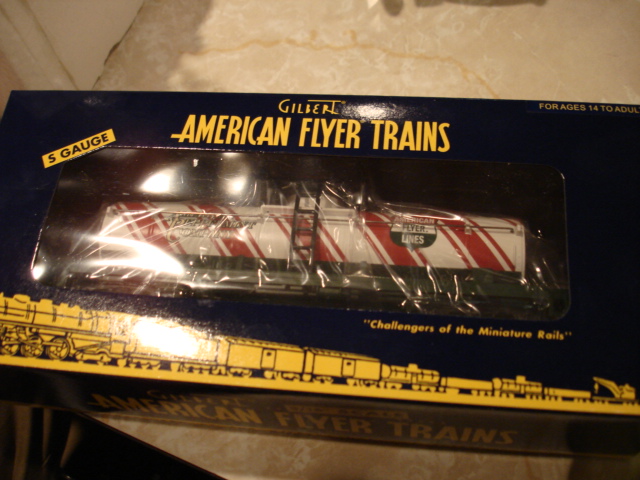 GILBERT
AMERICAN FLYER TRAINS
FOR AGES 14 TO ADUL
S GAUGE
AMERICAN
FLYER
LINES
"Challengers of the Miniature Rails"
GILBERT
AMERICAN FLYER TRAINS